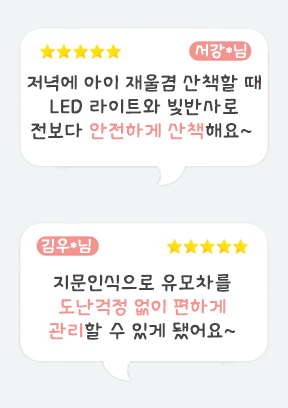 서강*님
저녁에 아이 재울겸 산책할 때
LED 라이트와 빛반사로
전보다 안전하게 산책해요~
김우*님
지문인식으로 유모차를
도난걱정 없이 편하게
관리할 수 있게 됐어요~